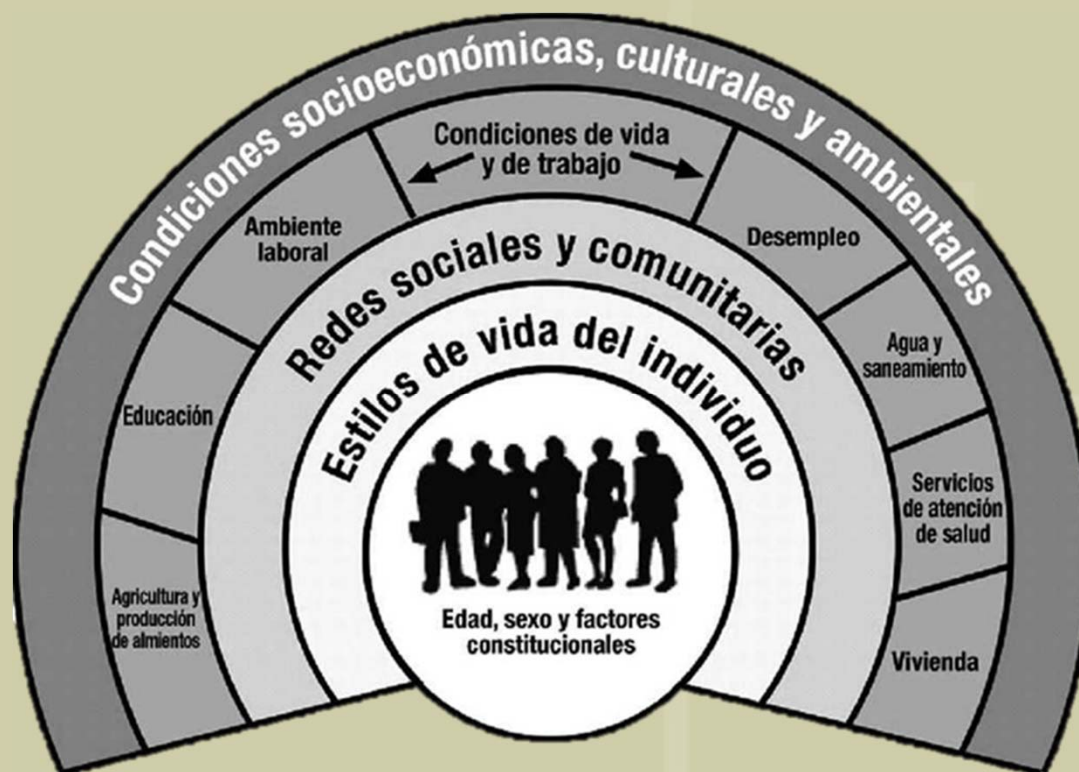 Condiciones socioeconómicas, culturales y ambientales
Condiciones de vida
y de trabajo
Ambiente
laboral
Desempleo
Educación
Agua y
saneamiento
Agricultura y
producción
de almientos
Servicios
de atención
de salud
Vivienda
Redes sociales y comunitarias
Estilos de vida del individuo
Edad, sexo y factores
constitucionales